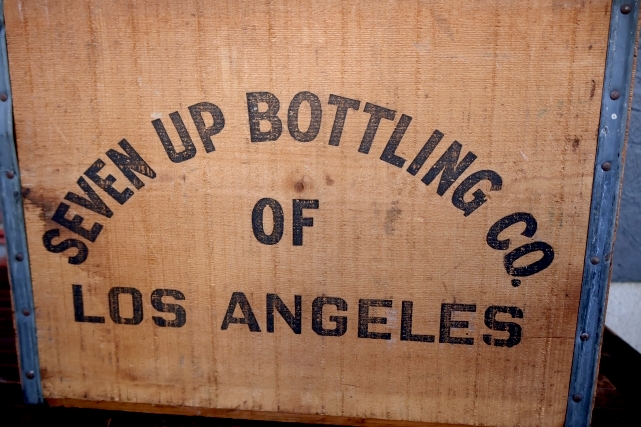 SEVEN UP BOTTLING CO.
OF
LOS ANGELES